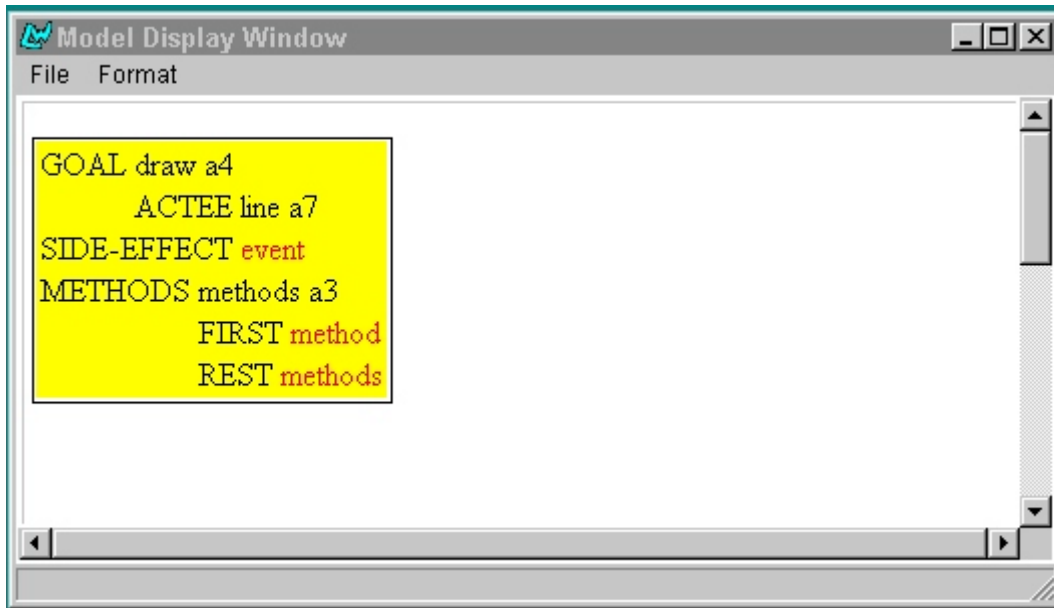 Model Display Window
File Format
GOAL draw a4
ACTEE line a7
SIDE-EFFECT event
METHODS methods a3
FIRST method
REST methods